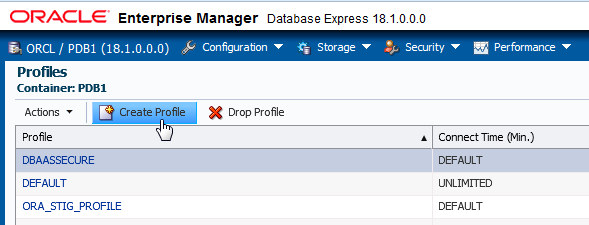 ORACLE Enterprise Manager Database Express 18.1.0.0.0
ORCL / PDB1 (18.1.0.0.0) Configuration Storage Security Performance
Profiles
Container: PDB1
Actions Create Profile Drop Profile
Profile Connect Time (Min.)
DBAASSECURE DEFAULT
DEFAULT UNLIMITED
ORA_STIG_PROFILE DEFAULT